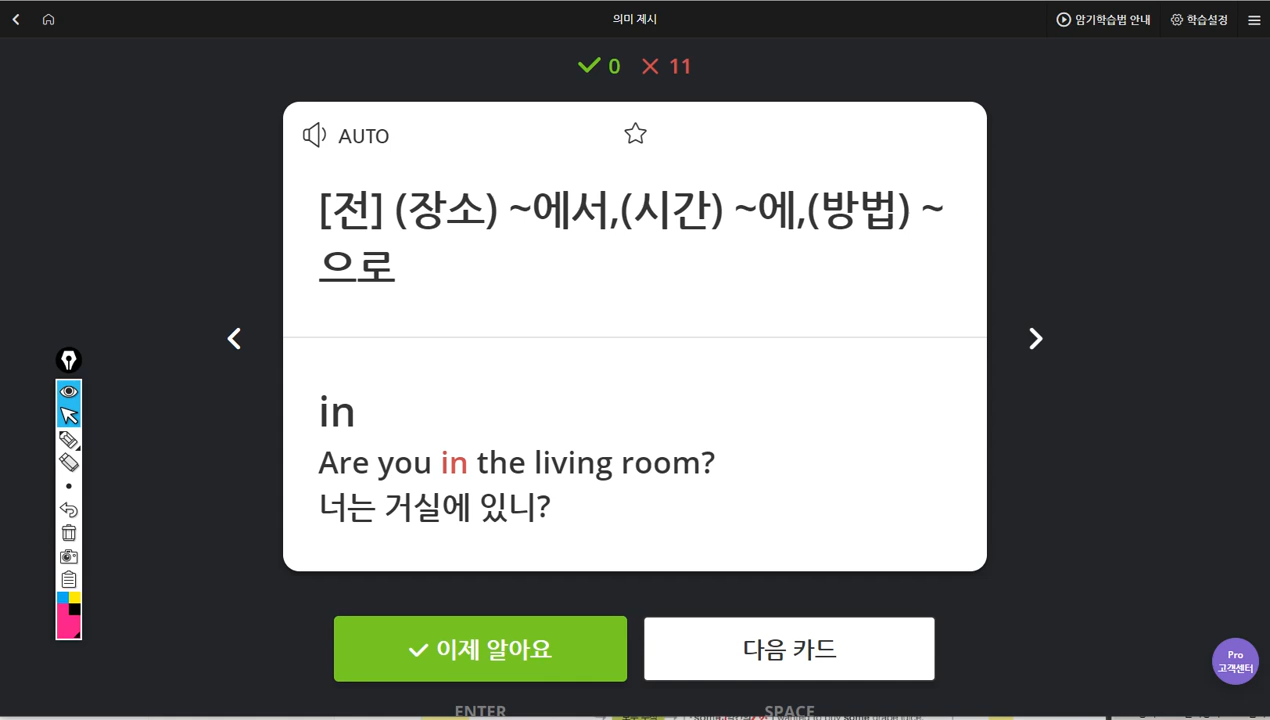 의미 제시
암기학습법 안내
학습설정
0 11
AUTO
[전] (장소) ~에서,(시간) ~에,(방법) ~
으로
in
Are you in the living room?
너는 거실에 있니?
이제 알아요
다음 카드
Pro
고객센터
ENTER
SPACE